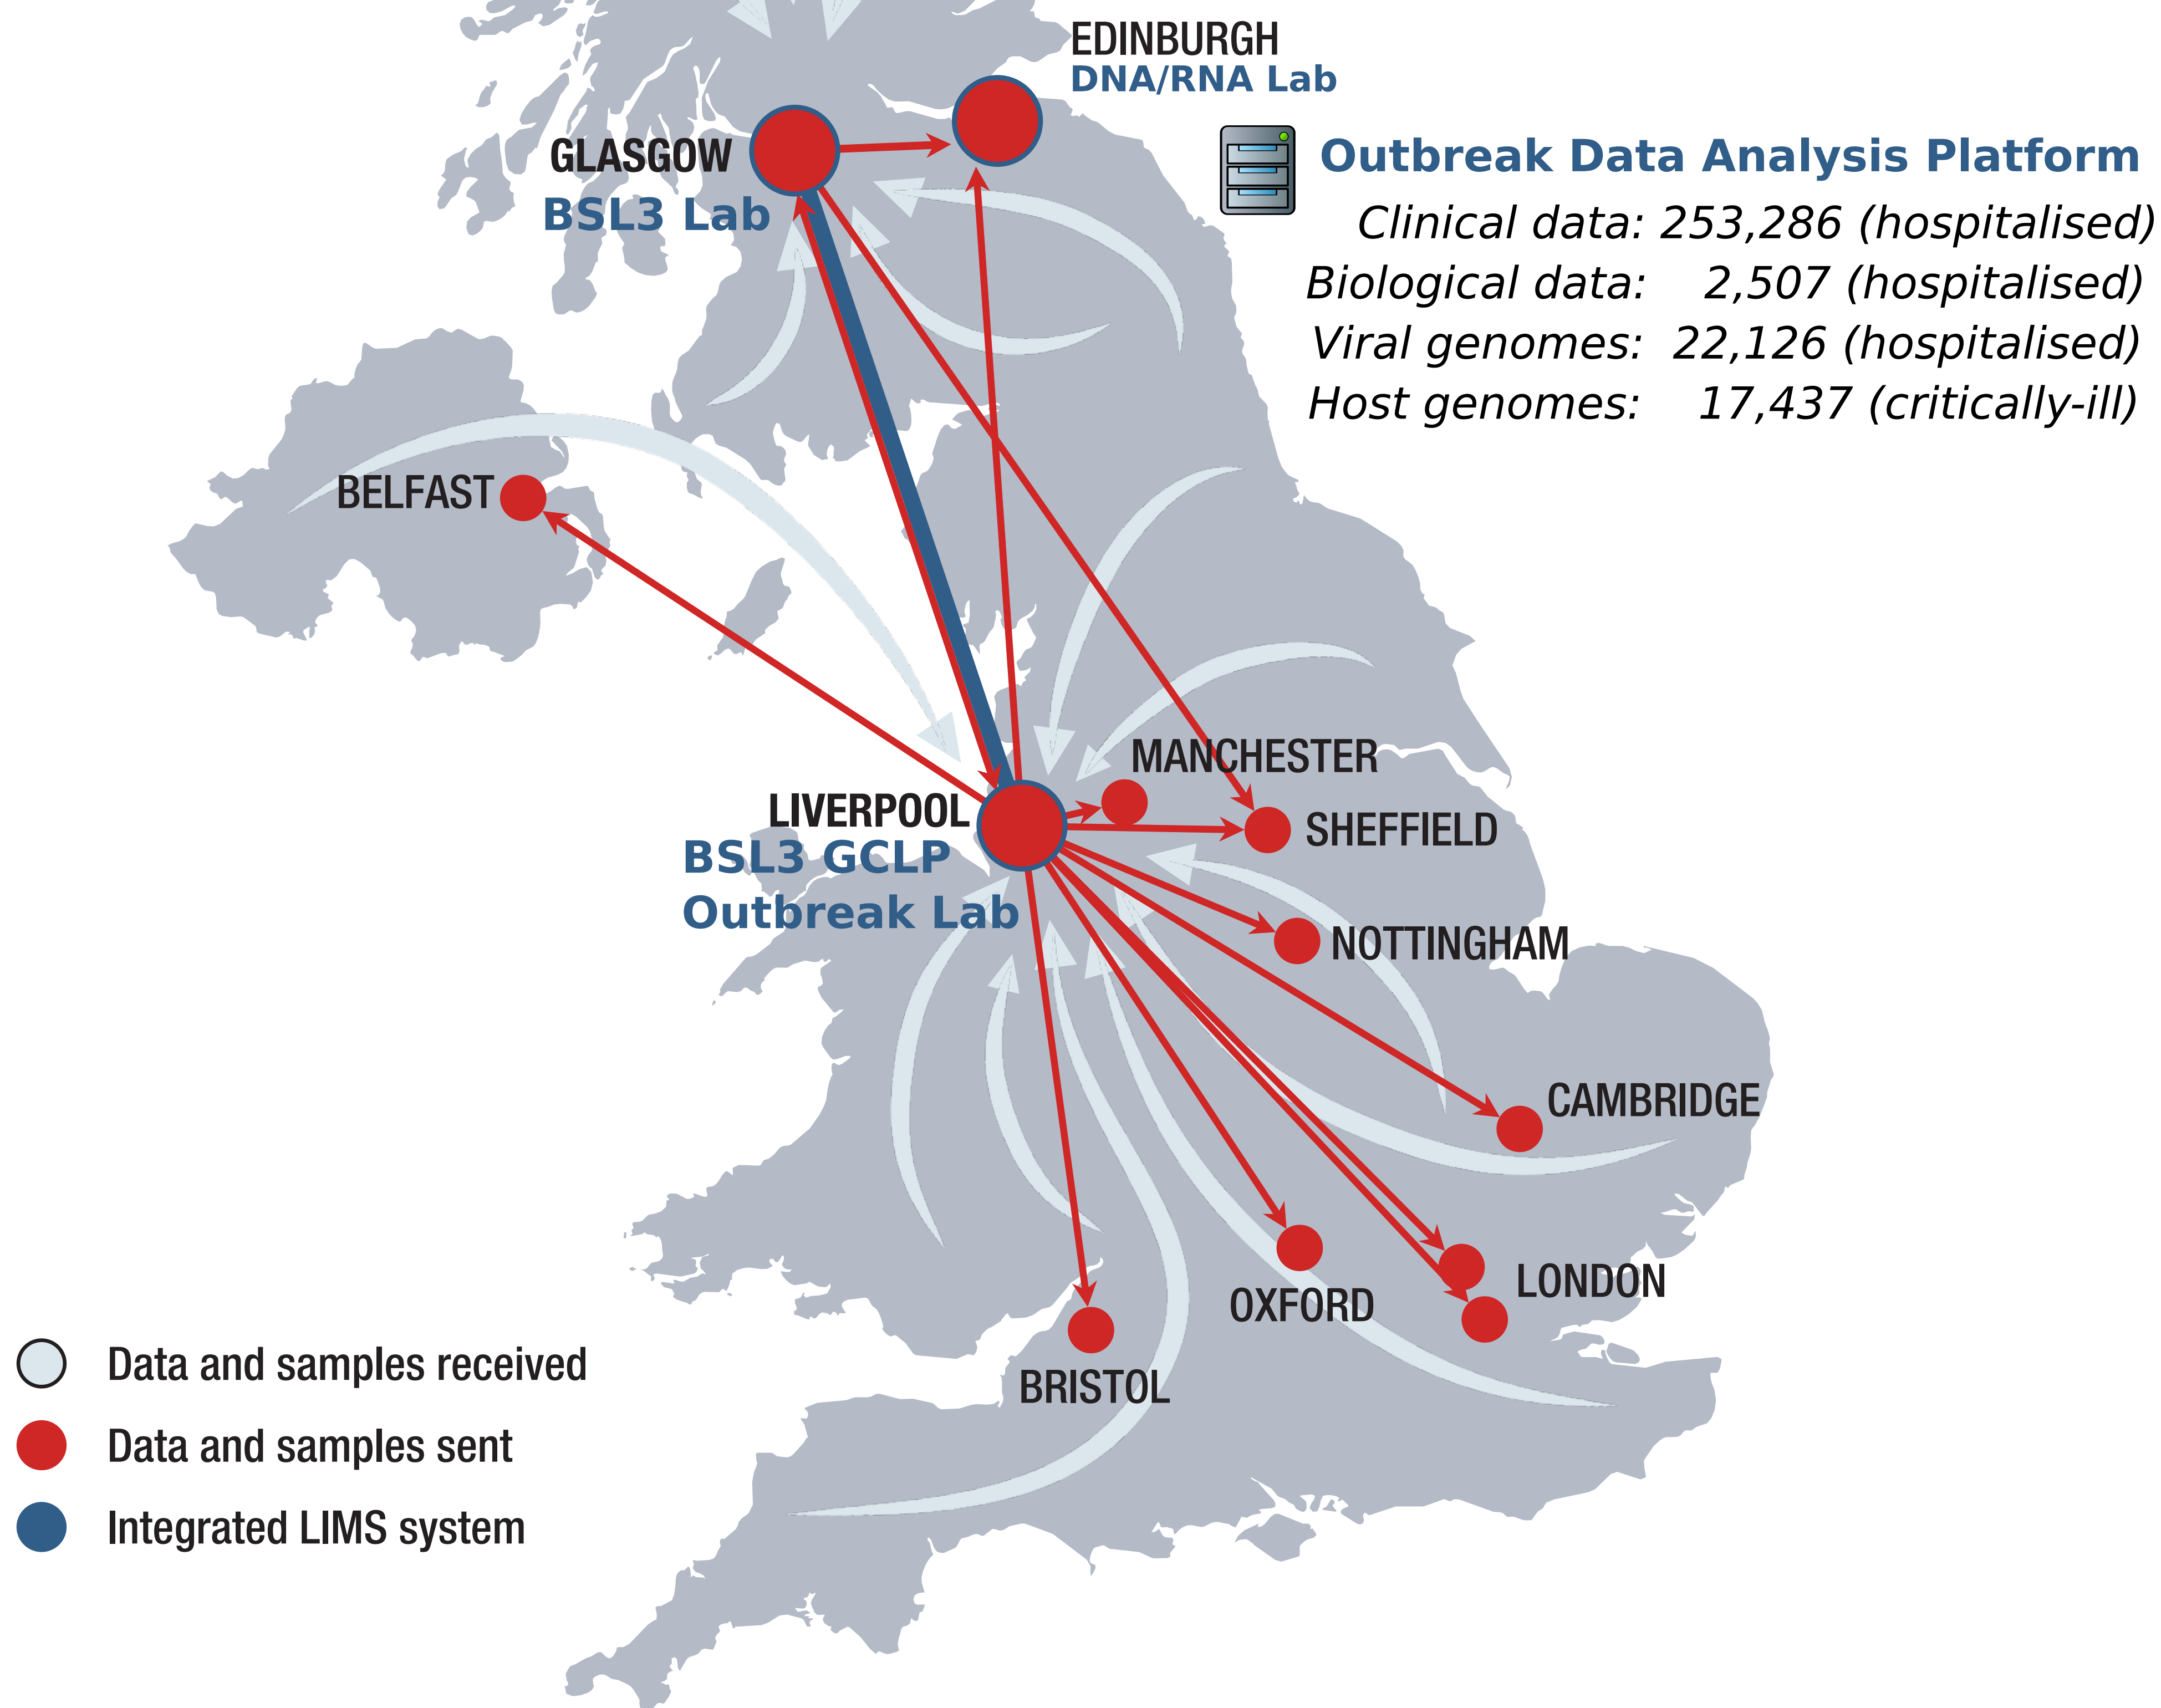 EDINBURGH
DNA/RNA Lab
GLASGOW
BSL3 Lab
Outbreak Data Analysis Platform
Clinical data: 253,286 (hospitalised)
Biological data: 2,507 (hospitalised)
Viral genomes: 22,126 (hospitalised)
Host genomes: 17,437 (critically-ill)
BELFAST
MANCHESTER
LIVERPOOL
BSL3 GCLP
Outbreak Lab
SHEFFIELD
NOTTINGHAM
CAMBRIDGE
LONDON
OXFORD
BRISTOL
Data and samples received
Data and samples sent
Integrated LIMS system